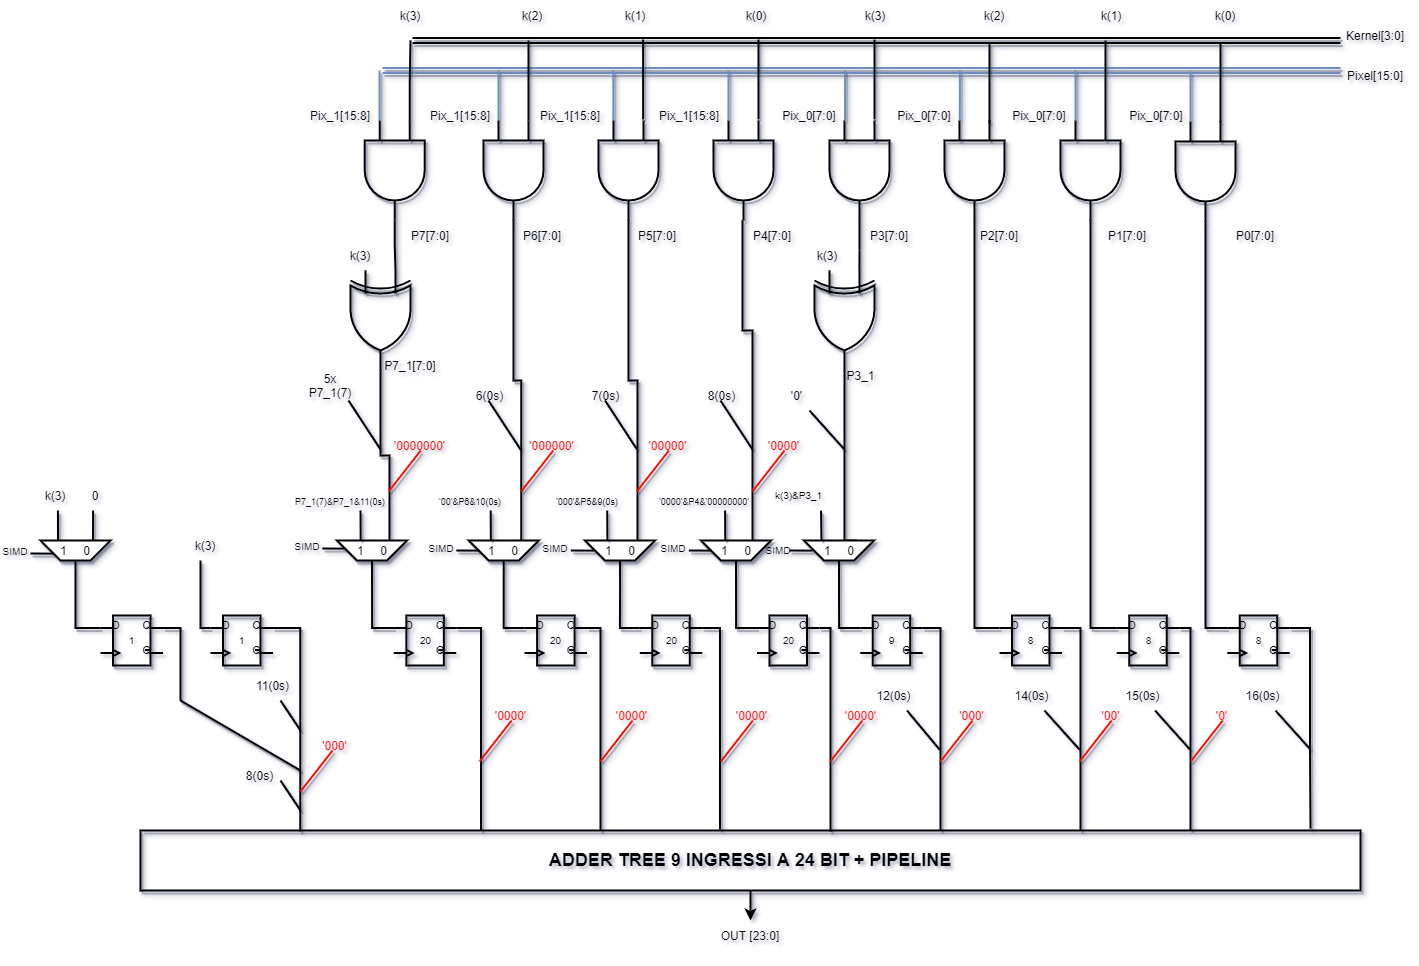 k(3) k(2) k(1) k(0) k(3) k(2) k(1) k(0)
Kernel[3:0]
Pixel[15:0]
Pix_1[15:8] Pix_1[15:8] Pix_1[15:8] Pix_1[15:8] Pix_0[7:0] Pix_0[7:0] Pix_0[7:0] Pix_0[7:0]
P7[7:0] P6[7:0] P5[7:0] P4[7:0] P3[7:0] P2[7:0] P1[7:0] P0[7:0]
k(3) k(3)
P7_1[7:0] P3_1
5x
P7_1(7) 6(0s) 7(0s) 8(0s) '0'
'0000000' '000000' '00000' '0000'
k(3) 0 P7_1(7)&P7_1&11(0s) '00'&P6&10(0s) '000'&P5&9(0s) '0000'&P4&'00000000' k(3)&P3_1
SIMD 1 0 k(3) SIMD 1 0 SIMD 1 0 SIMD 1 0 SIMD 1 0 SIMD 1 0
D Q D Q D Q D Q D Q D Q D Q D Q D Q D Q
1 1 20 20 20 20 9 8 8 8
Q Q Q Q Q Q Q Q Q Q
11(0s) 12(0s) 14(0s) 15(0s) 16(0s)
'0000' '0000' '0000' '0000' '000' '00' '0'
'000'
8(0s)
ADDER TREE 9 INGRESSI A 24 BIT + PIPELINE
OUT [23:0]